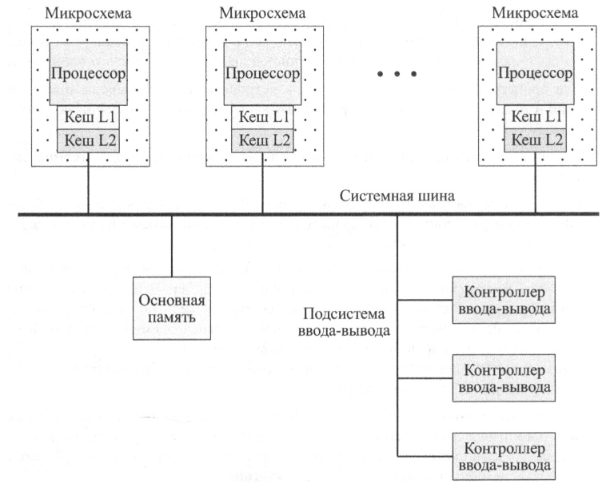 Микросхема
Микросхема
Микросхема
Процессор
Процессор
Процессор
Кеш L1
Кеш L1
Кеш L1
Кеш L2
Кеш L2
Кеш L2
Системная шина
Основная
память
Подсистема
ввода-вывода
Контроллер
ввода-вывода
Контроллер
ввода-вывода
Контроллер
ввода-вывода